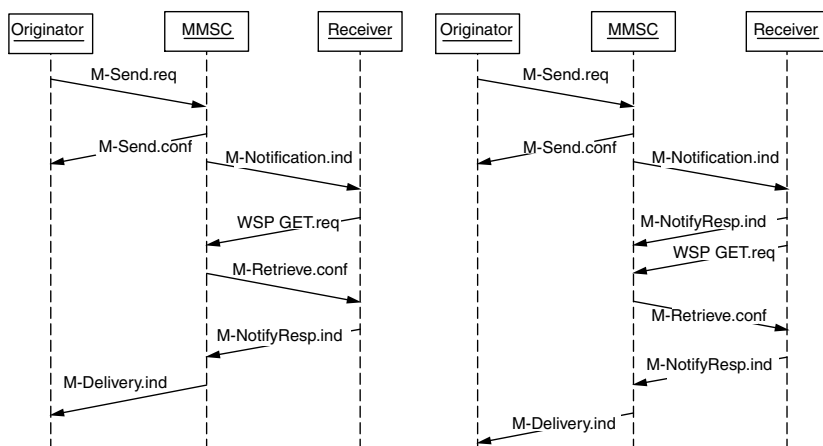 Originator
MMSC
Receiver
M-Send.req
M-Send.conf
M-Notification.ind
WSP GET.req
M-Retrieve.conf
M-NotifyResp.ind
M-Delivery.ind
Originator
MMSC
Receiver
M-Send.req
M-Send.conf
M-Notification.ind
M-NotifyResp.ind
WSP GET.req
M-Retrieve.conf
M-NotifyResp.ind
M-Delivery.ind